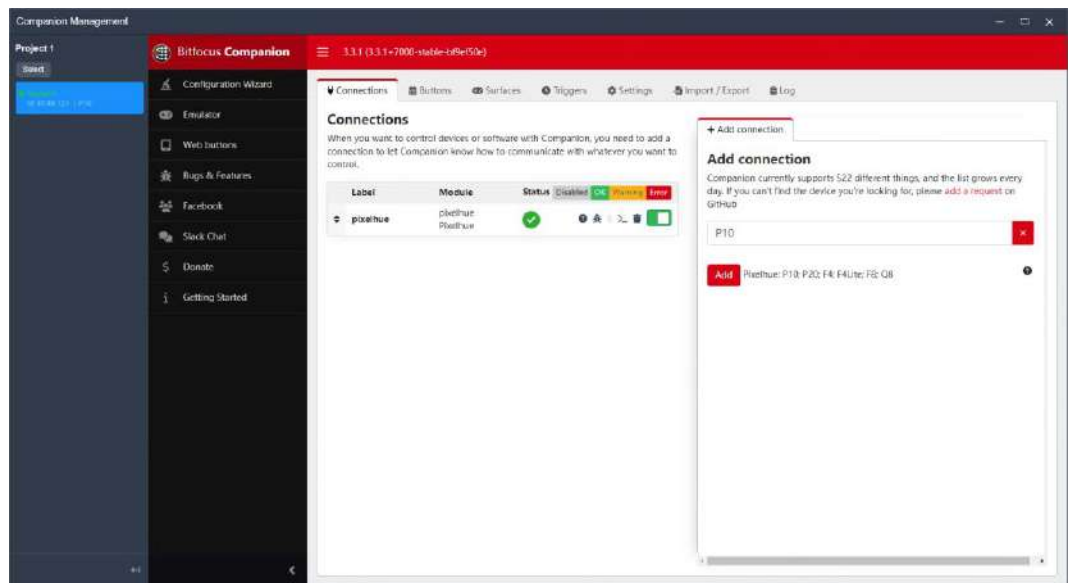 Companion Management
Project 1
Bitfocus Companion
3.3.1 (3.3.1+7000-stable-bf9ef50e)
Configuration Wizard
Emulator
Web buttons
Bugs & Features
Facebook
Slack Chat
Donate
Getting Started
Connections
Buttons
Surfaces
Triggers
Settings
Import / Export
Log
Connections
When you want to control devices or software with Companion, you need to add a
connection to let Companion know how to communicate with whatever you want to
control.
Label Module Status Disabled OK Warning Error
pixelhue pixelhue
Pixelhue
+ Add connection
Add connection
Companion currently supports 522 different things, and the list grows every
day. If you can't find the device you're looking for, please add a request on
GitHub
P10
Add Pixelhue: P10; P20; F4; F4Lite; F8; Q8